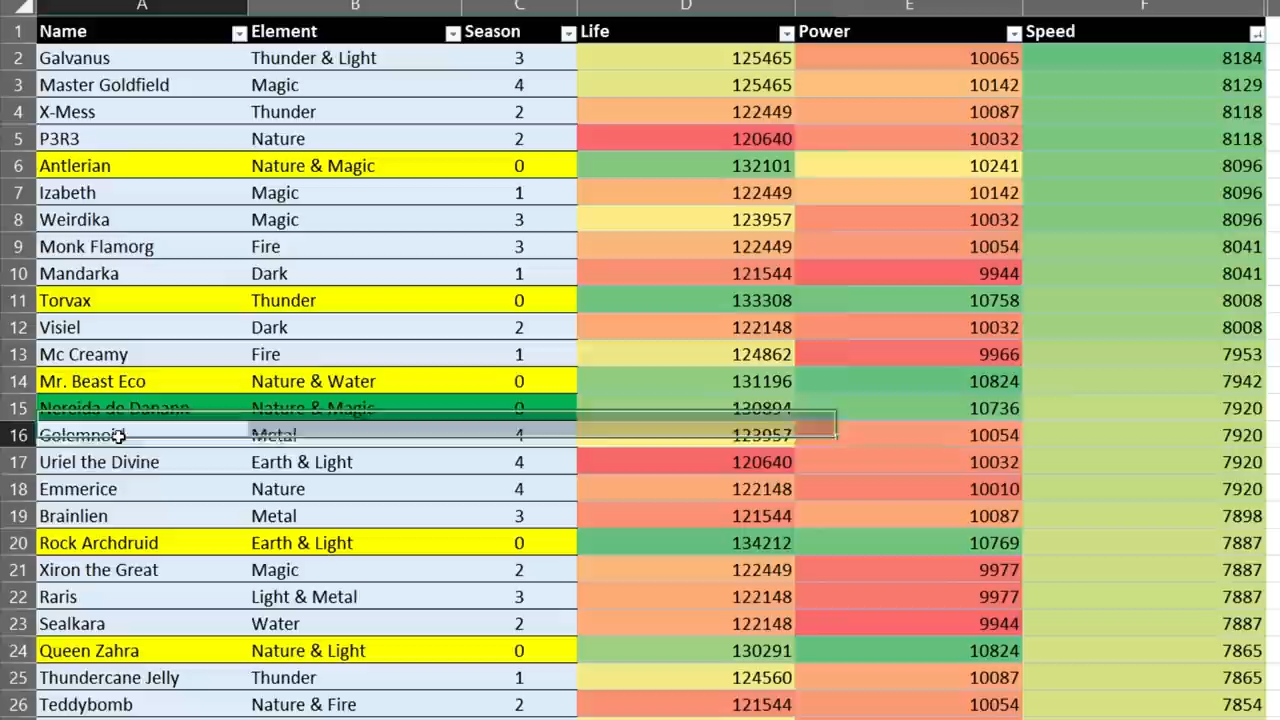 A B C D E F
1 Name Element Season Life Power Speed
2 Galvanus Thunder & Light 3 125465 10065 8184
3 Master Goldfield Magic 4 125465 10142 8129
4 X-Mess Thunder 2 122449 10087 8118
5 P3R3 Nature 2 120640 10032 8118
6 Antlerian Nature & Magic 0 132101 10241 8096
7 Izabeth Magic 1 122449 10142 8096
8 Weirdika Magic 3 123957 10032 8096
9 Monk Flamorg Fire 3 122449 10054 8041
10 Mandarka Dark 1 121544 9944 8041
11 Torvax Thunder 0 133308 10758 8008
12 Visiel Dark 2 122148 10032 8008
13 Mc Creamy Fire 1 124862 9966 7953
14 Mr. Beast Eco Nature & Water 0 131196 10824 7942
15 Nereida de Danann Nature & Magic 0 130894 10736 7920
16 Golemnoid Metal 4 123957 10054 7920
17 Uriel the Divine Earth & Light 4 120640 10032 7920
18 Emmerice Nature 4 122148 10010 7920
19 Brainlien Metal 3 121544 10087 7898
20 Rock Archdruid Earth & Light 0 134212 10769 7887
21 Xiron the Great Magic 2 122449 9977 7887
22 Raris Light & Metal 3 122148 9977 7887
23 Sealkara Water 2 122148 9944 7887
24 Queen Zahra Nature & Light 0 130291 10824 7865
25 Thundercane Jelly Thunder 1 124560 10087 7865
26 Teddybomb Nature & Fire 2 121544 10054 7854